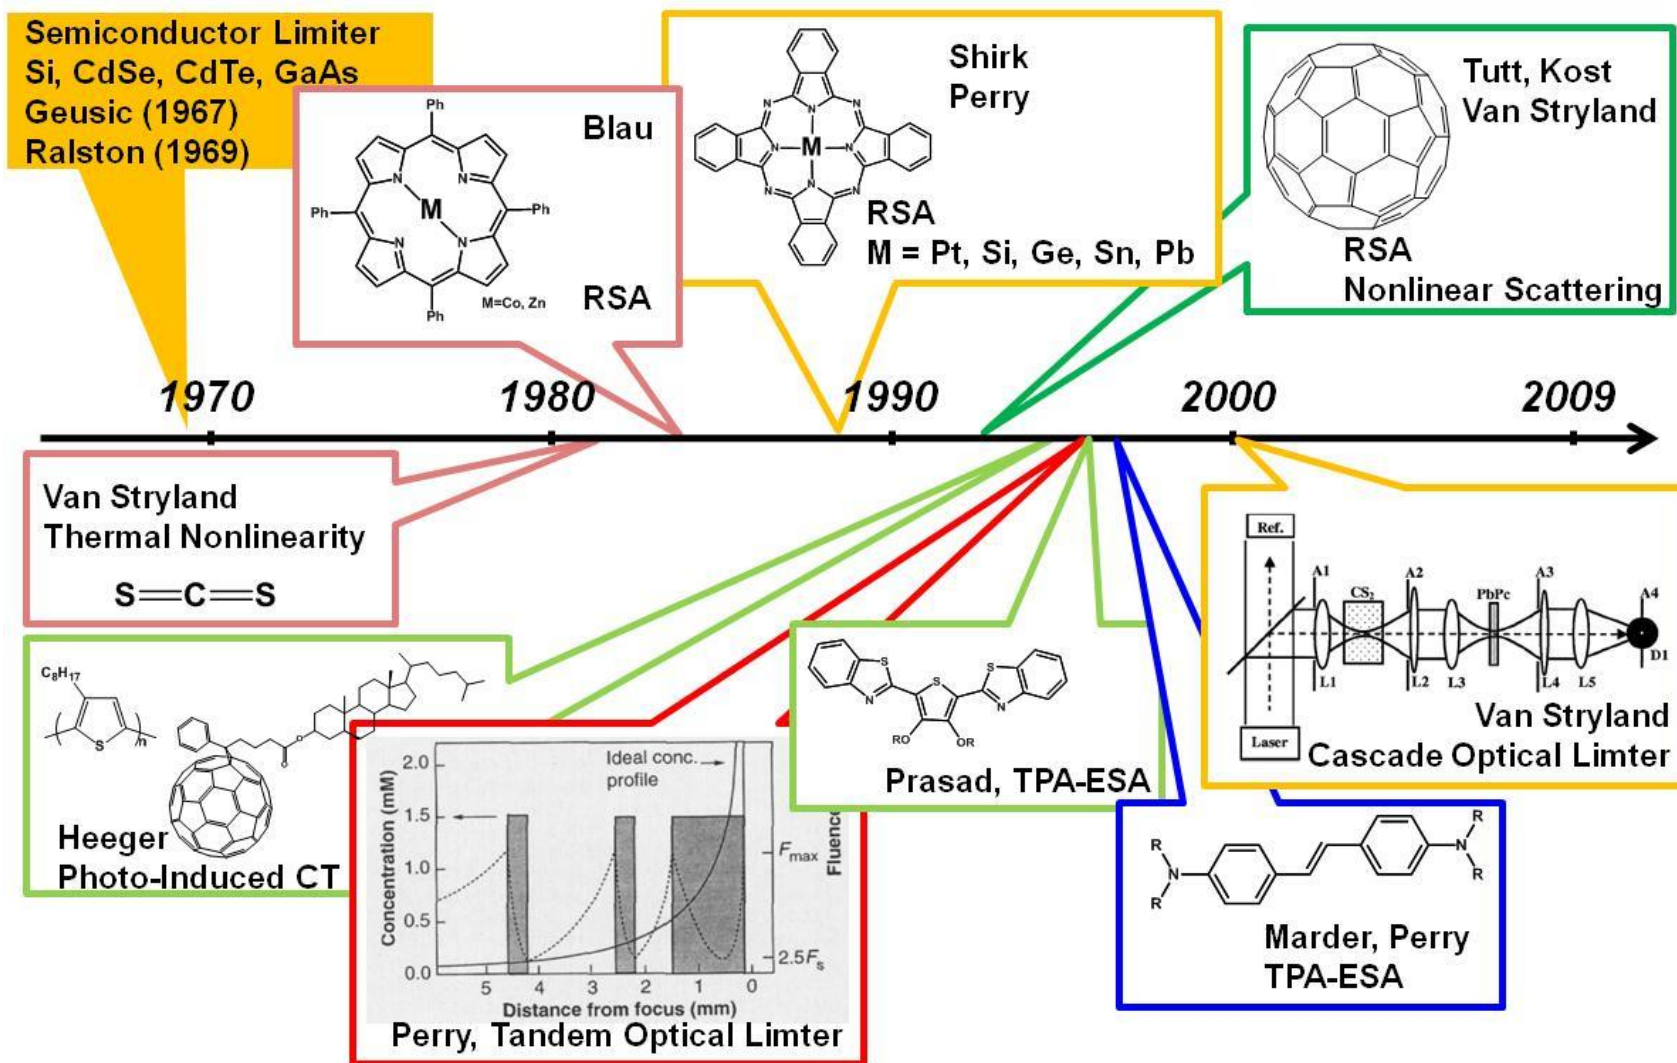 Semiconductor Limiter
Si, CdSe, CdTe, GaAs
Geusic (1967)
Ralston (1969)
Ph
Blau
N
N
Ph
M
Ph
N
N
M=Co, Zn
Ph
RSA
Shirk
Perry
N
N
N
N
M
N
N
N
N
RSA
M = Pt, Si, Ge, Sn, Pb
Tutt, Kost
Van Stryland
RSA
Nonlinear Scattering
1970
1980
1990
2000
2009
Van Stryland
Thermal Nonlinearity
S=C=S
C8H17
S
n
O
O
Heeger
Photo-Induced CT
Concentration (mM)
2.0
1.5
1.0
0.5
0.0
Ideal conc.
profile
Fluence
Fmax
2.5Fs
5 4 3 2 1 0
Distance from focus (mm)
Perry, Tandem Optical Limter
S
N
S
S
N
RO
OR
Prasad, TPA-ESA
R
N
R
R
N
R
Marder, Perry
TPA-ESA
Ref.
A1
CS2
A2
PbPc
A3
A4
D1
L1
L2
L3
L4
L5
Laser
Van Stryland
Cascade Optical Limter